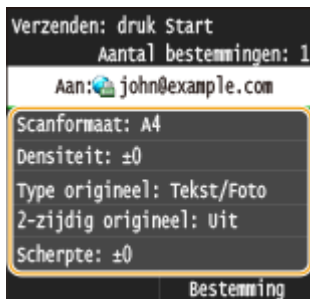 Verzenden: druk Start
Aantal bestemmingen: 1
Aan: john@example.com
Scanformaat: A4
Densiteit: ±0
Type origineel: Tekst/Foto
2-zijdig origineel: Uit
Scherpte: ±0
Bestemming